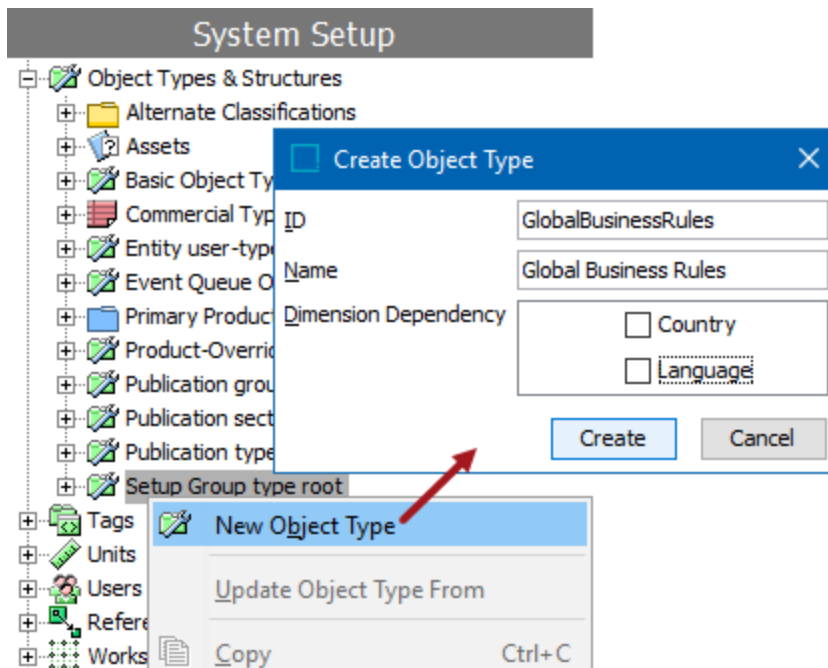 System Setup
Object Types & Structures
Alternate Classifications
Assets
Basic Object Ty
Commercial Typ
Entity user-type
Event Queue O
Primary Product
Product-Overrid
Publication grou
Publication sect
Publication type
Setup Group type root
Tags
Units
Users
Refere
Works
Create Object Type
ID
GlobalBusinessRules
Name
Global Business Rules
Dimension Dependency
Country
Language
Create
Cancel
New Object Type
Update Object Type From
Copy Ctrl+C